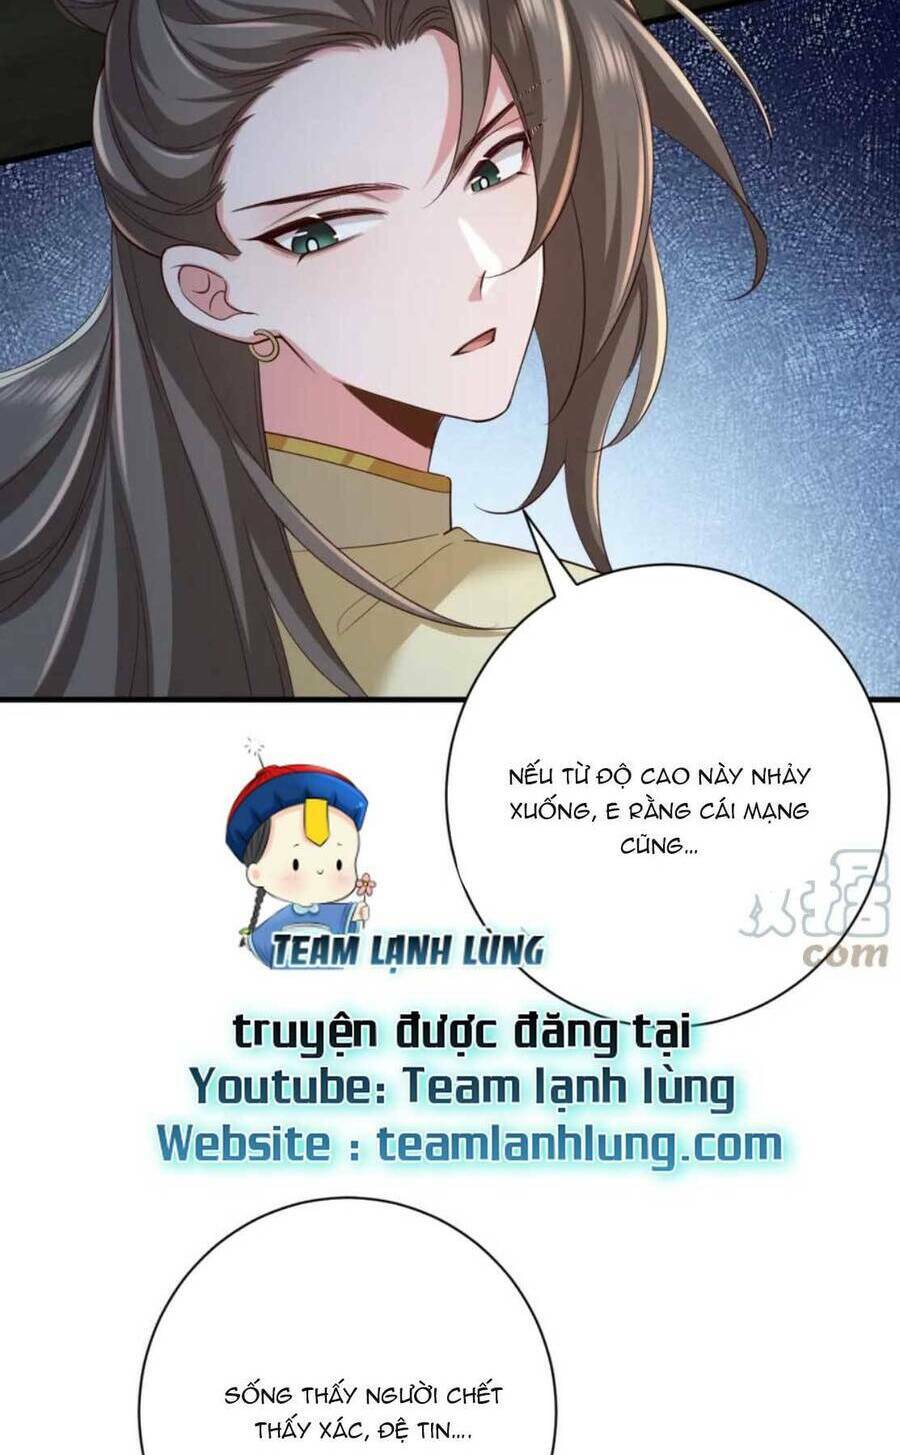 NẾU TỪ ĐỘ CAO NÀY NHẢY
XUỐNG, E RẰNG CÁI MẠNG
CŨNG...
com
TEAM LẠNH LÙNG
truyện được đăng tại
Youtube: Team lạnh lùng
Website : teamlanhlung.com
SỐNG THẤY NGƯỜI CHẾT
THẤY XÁC, ĐỆ TIN....